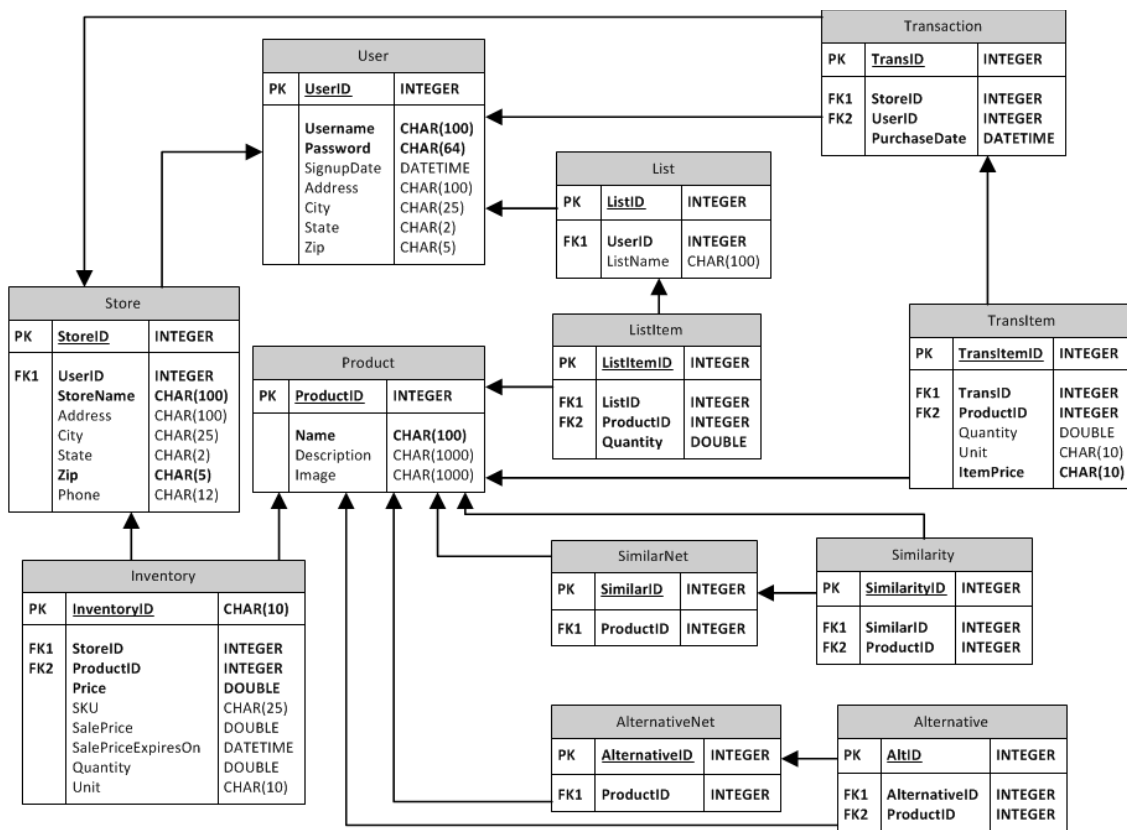 Transaction
PK TransID INTEGER
FK1 StoreID INTEGER
FK2 UserID INTEGER
PurchaseDate DATETIME
User
PK UserID INTEGER
Username CHAR(100)
Password CHAR(64)
SignupDate DATETIME
Address CHAR(100)
City CHAR(25)
State CHAR(2)
Zip CHAR(5)
List
PK ListID INTEGER
FK1 UserID INTEGER
ListName CHAR(100)
Store
PK StoreID INTEGER
FK1 UserID INTEGER
StoreName CHAR(100)
Address CHAR(100)
City CHAR(25)
State CHAR(2)
Zip CHAR(5)
Phone CHAR(12)
Product
PK ProductID INTEGER
Name CHAR(100)
Description CHAR(1000)
Image CHAR(1000)
ListItem
PK ListItemID INTEGER
FK1 ListID INTEGER
FK2 ProductID INTEGER
Quantity DOUBLE
TransItem
PK TransItemID INTEGER
FK1 TransID INTEGER
FK2 ProductID INTEGER
Quantity DOUBLE
Unit CHAR(10)
ItemPrice CHAR(10)
Inventory
PK InventoryID CHAR(10)
FK1 StoreID INTEGER
FK2 ProductID INTEGER
Price DOUBLE
SKU CHAR(25)
SalePrice DOUBLE
SalePriceExpiresOn DATETIME
Quantity DOUBLE
Unit CHAR(10)
SimilarNet
PK SimilarID INTEGER
FK1 ProductID INTEGER
Similarity
PK SimilarityID INTEGER
FK1 SimilarID INTEGER
FK2 ProductID INTEGER
AlternativeNet
PK AlternativeID INTEGER
FK1 ProductID INTEGER
Alternative
PK AltID INTEGER
FK1 AlternativeID INTEGER
FK2 ProductID INTEGER